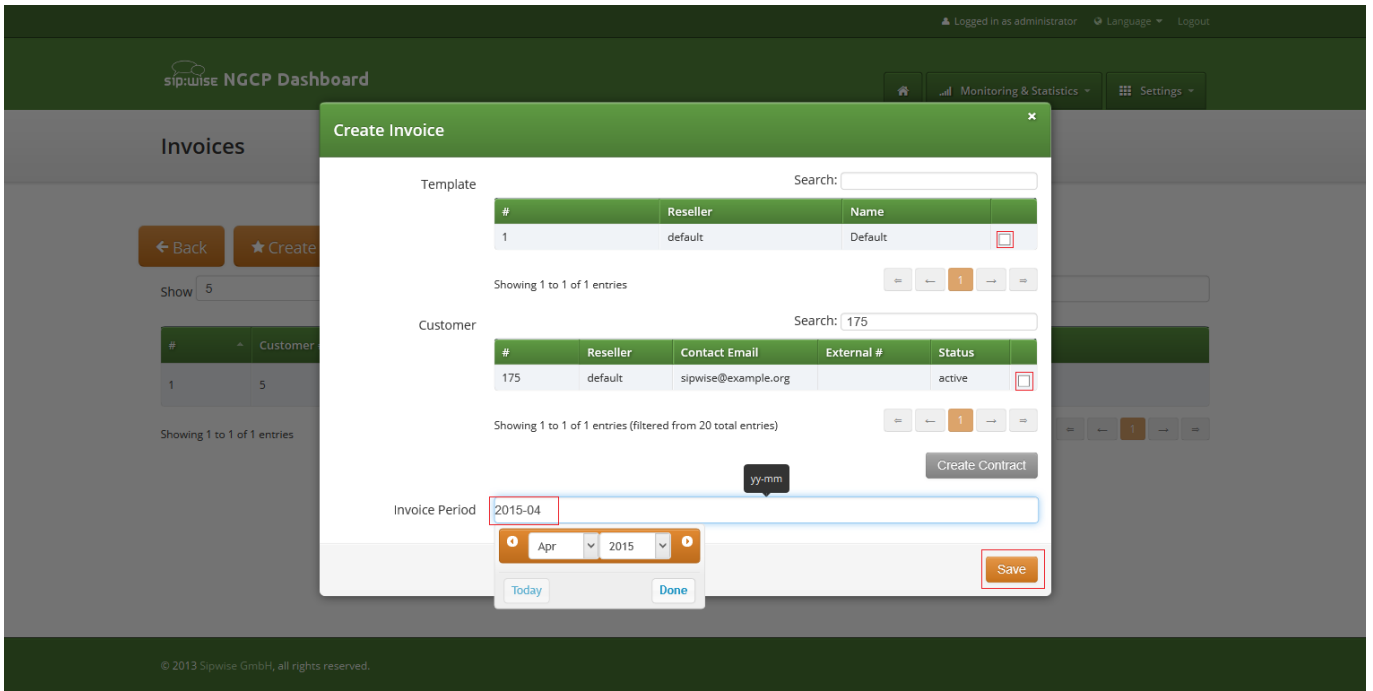 Logged in as administrator Language Logout
sip:wise NGCP Dashboard
Monitoring & Statistics Settings
Create Invoice ×
Invoices
Template Search:
# Reseller Name
1 default Default
← Back ★ Create
Showing 1 to 1 of 1 entries ⇐ ← 1 → ⇒
Show 5
Customer Search: 175
# Reseller Contact Email External # Status
# Customer
175 default sipwise@example.org active
1 5
Showing 1 to 1 of 1 entries (filtered from 20 total entries) ⇐ ← 1 → ⇒
Showing 1 to 1 of 1 entries ⇐ ← 1 → ⇒
Create Contract
yy-mm
Invoice Period 2015-04
Apr 2015
Save
Today Done
© 2013 Sipwise GmbH, all rights reserved.